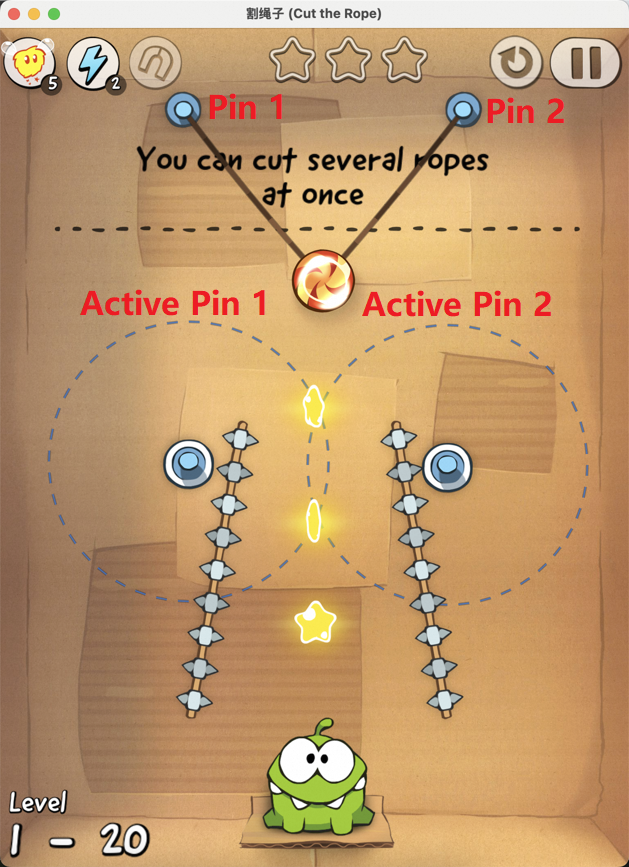 割绳子 (Cut the Rope)
5
2
Pin 1
Pin 2
You can cut several ropes
at once
Active Pin 1
Active Pin 2
Level
1 - 20